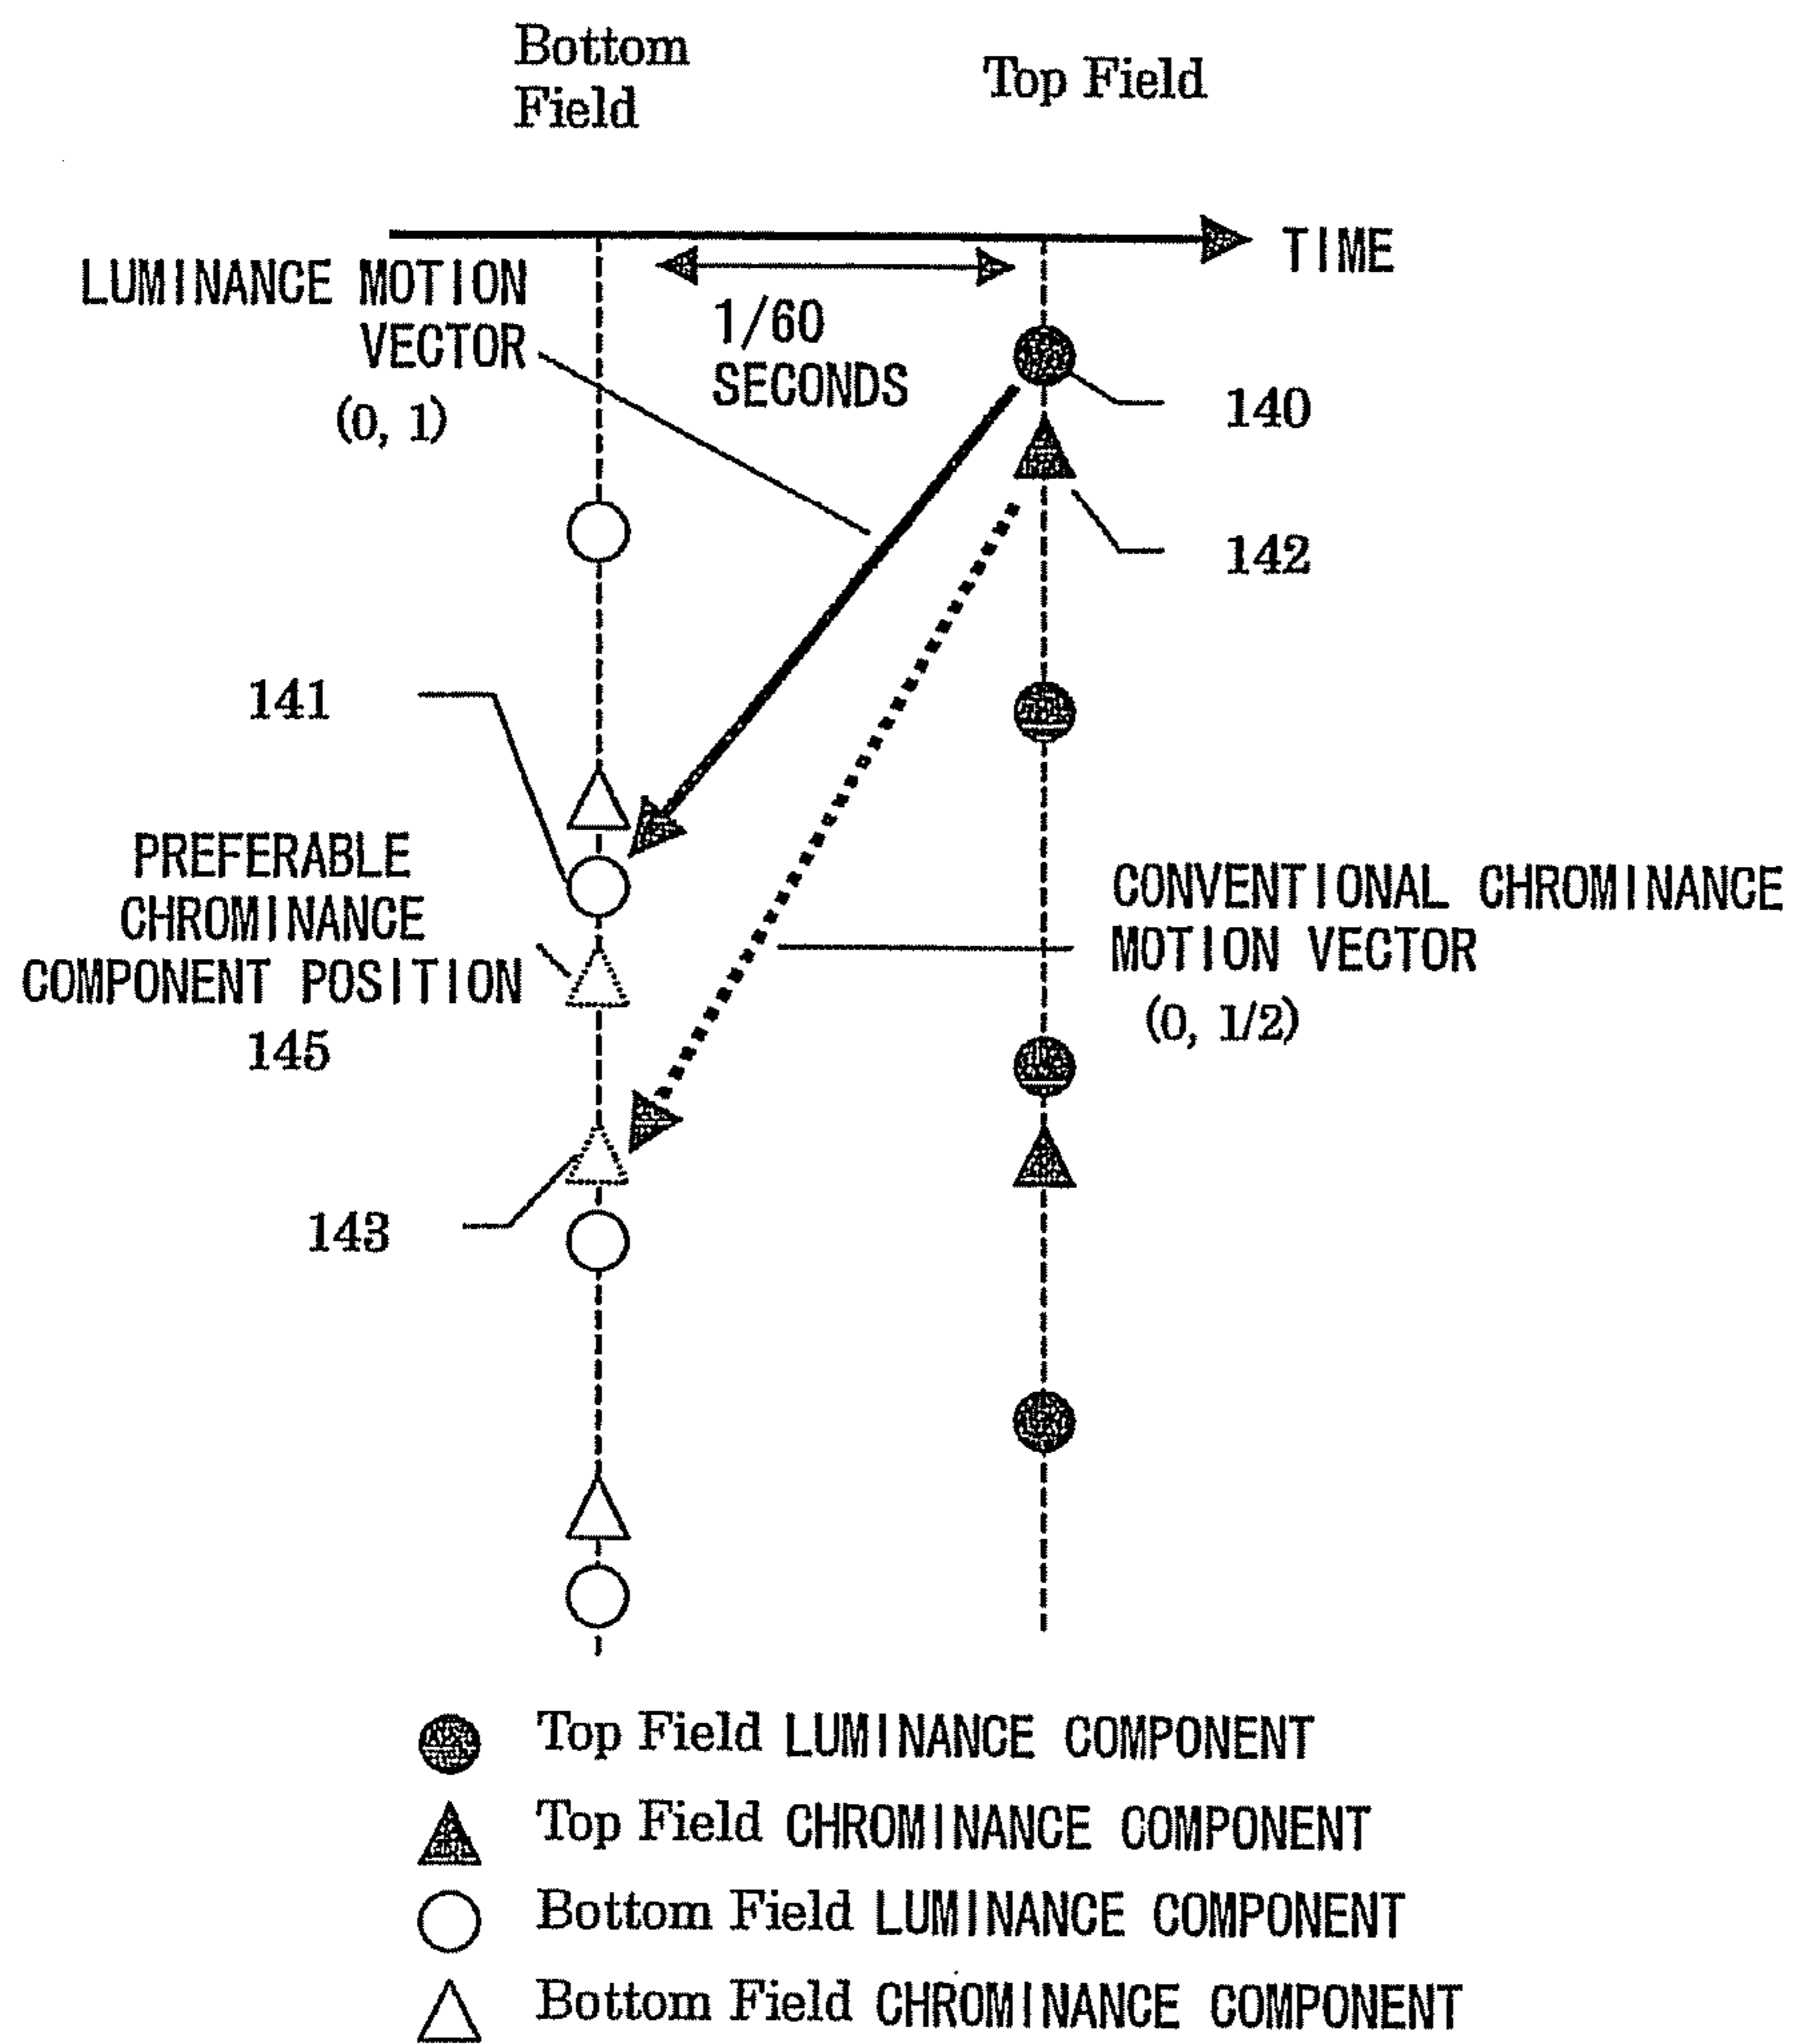 Bottom
Field
Top Field
TIME
LUMINANCE MOTION
VECTOR
(0, 1)
1/60
SECONDS
140
142
141
PREFERABLE
CHROMINANCE
COMPONENT POSITION
145
CONVENTIONAL CHROMINANCE
MOTION VECTOR
(0, 1/2)
143
Top Field LUMINANCE COMPONENT
Top Field CHROMINANCE COMPONENT
Bottom Field LUMINANCE COMPONENT
Bottom Field CHROMINANCE COMPONENT